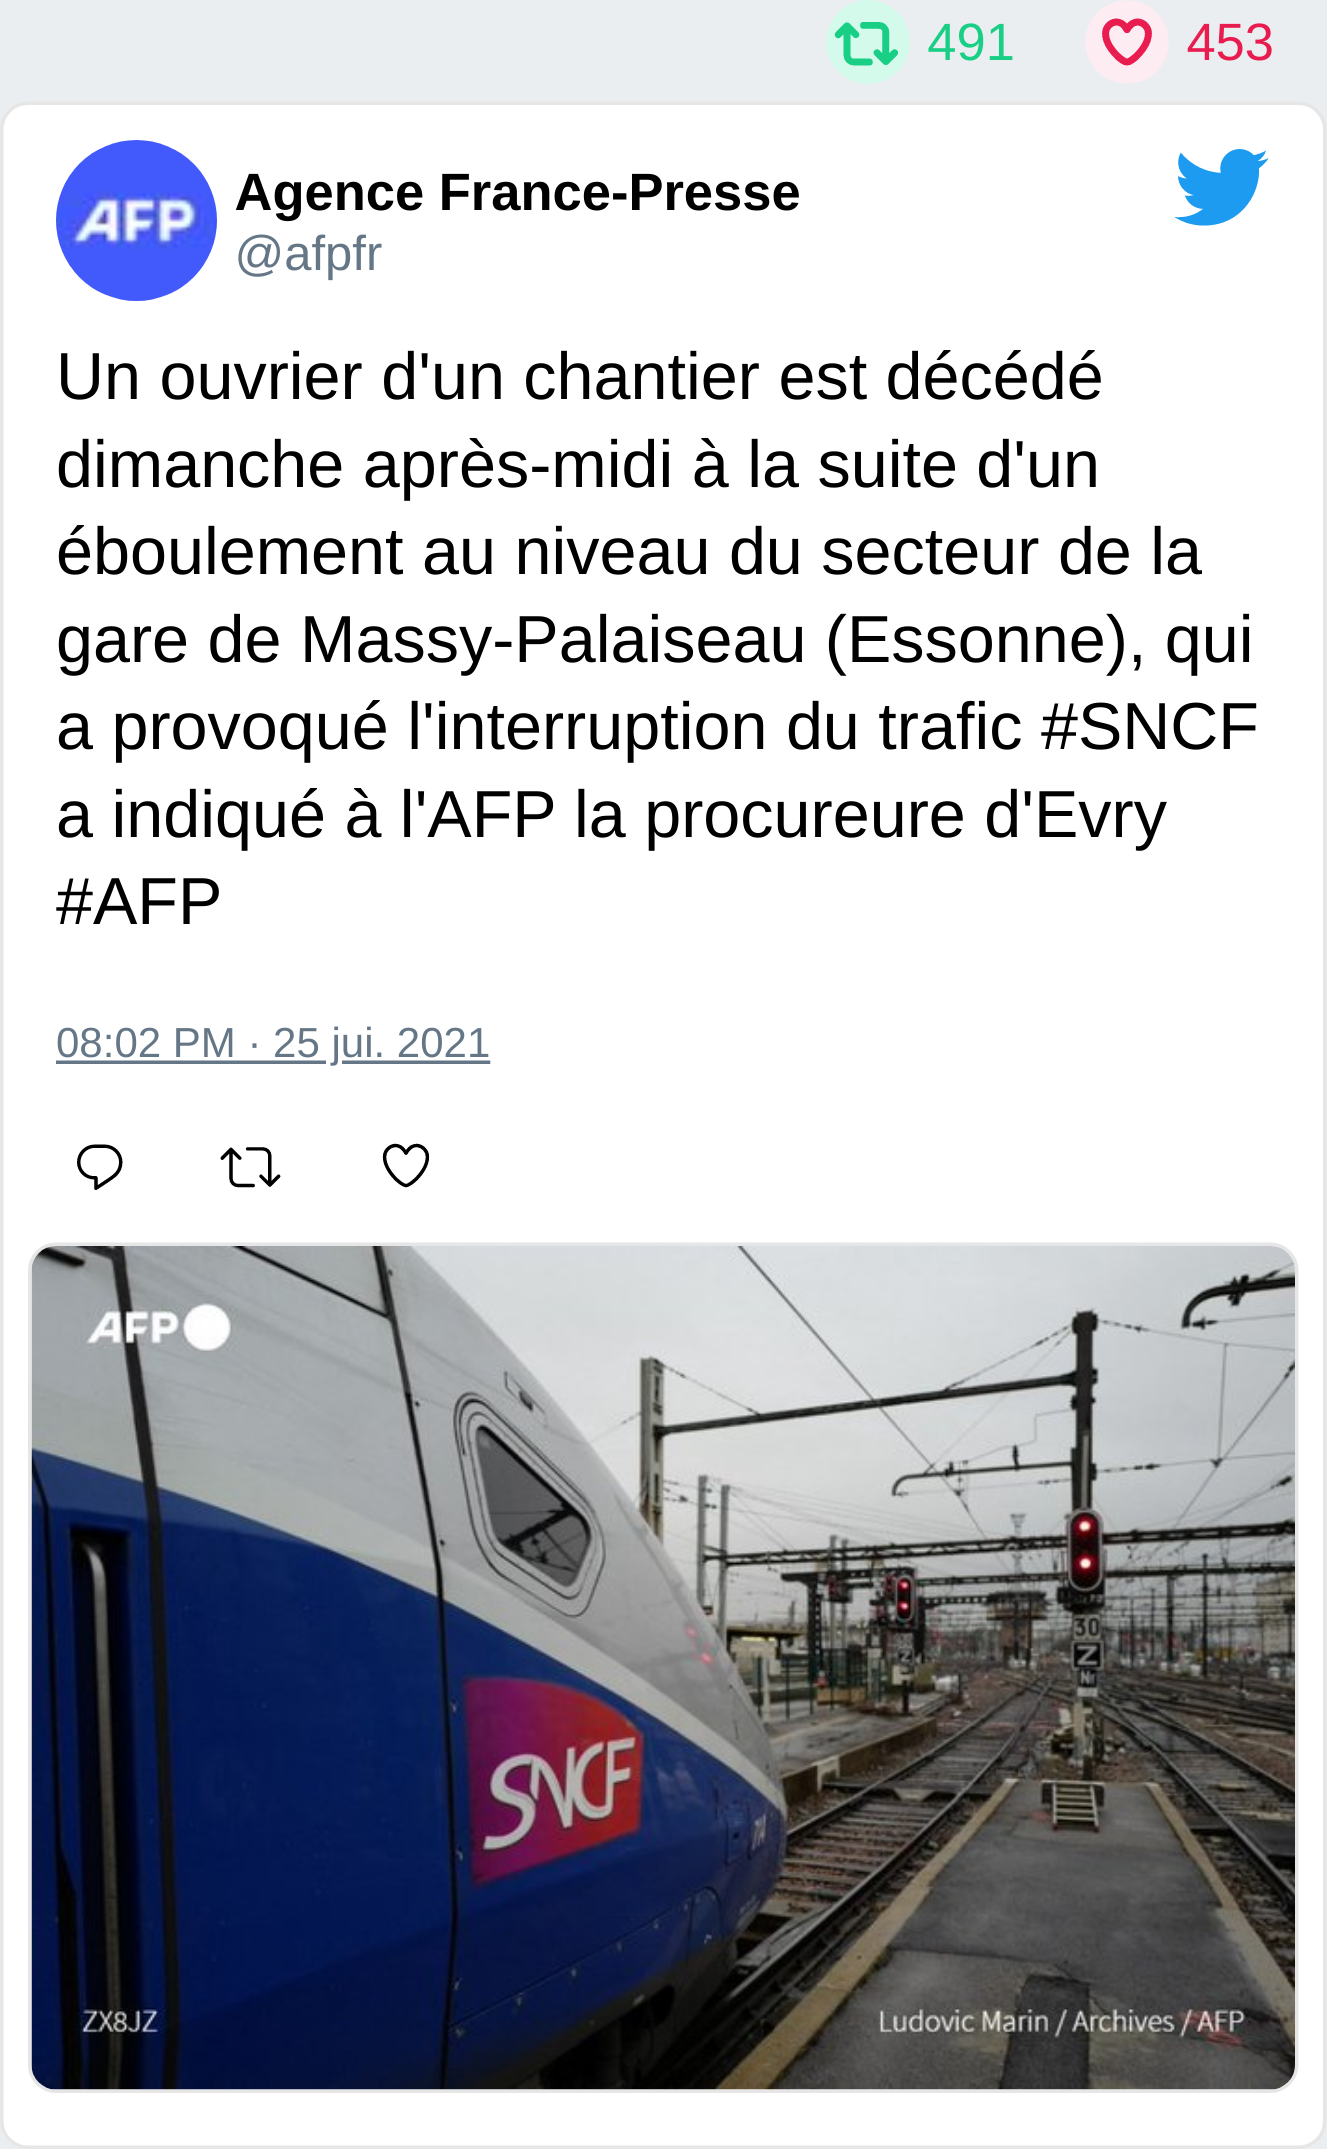 491 453
AFP
Agence France-Presse
@afpfr
Un ouvrier d'un chantier est décédé
dimanche après-midi à la suite d'un
éboulement au niveau du secteur de la
gare de Massy-Palaiseau (Essonne), qui
a provoqué l'interruption du trafic #SNCF
a indiqué à l'AFP la procureure d'Evry
#AFP
08:02 PM · 25 jui. 2021
AFP
30
Z
SNCF
ZX8JZ
Ludovic Marin / Archives / AFP